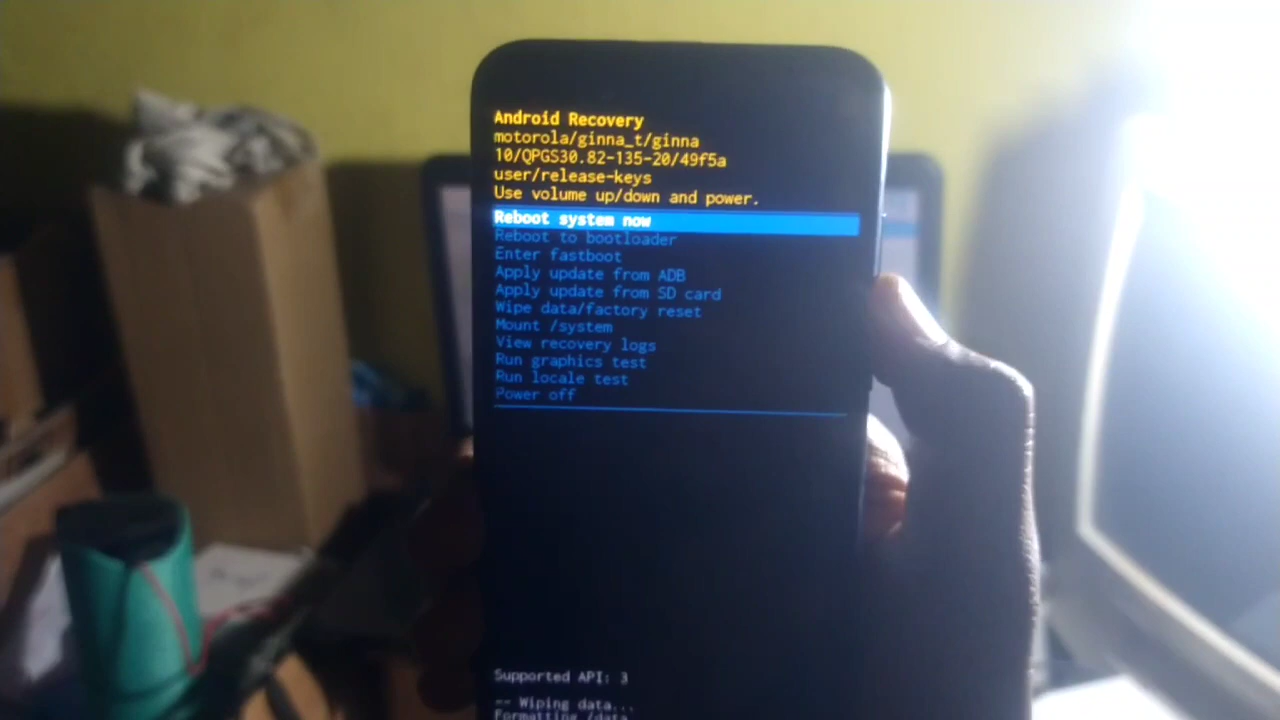 Android Recovery
motorola/ginna_t/ginna
10/QPGS30.82-135-20/49f5a
user/release-keys
Use volume up/down and power.
Reboot system now
Reboot to bootloader
Enter fastboot
Apply update from ADB
Apply update from SD card
Wipe data/factory reset
Mount /system
View recovery logs
Run graphics test
Run locale test
Power off
Supported API: 3
-- Wiping data...
Formatting /data